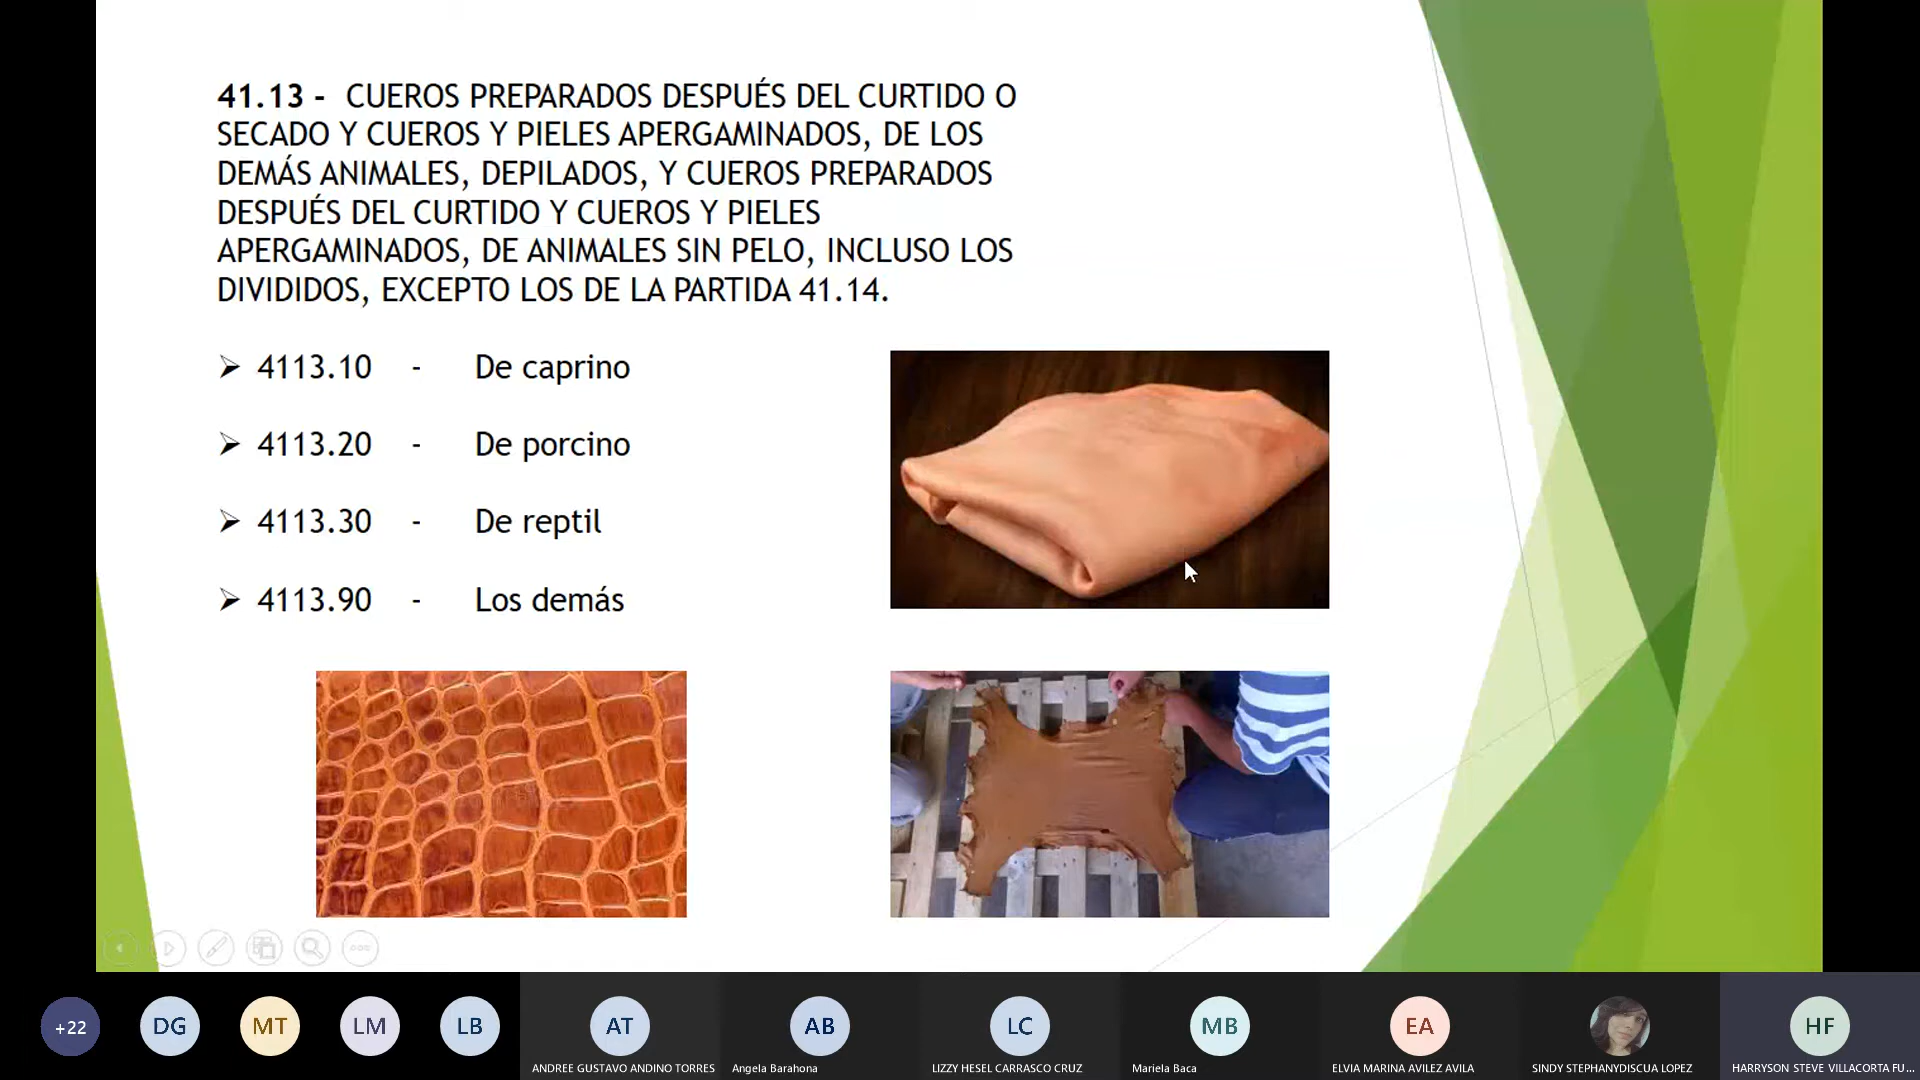 41.13 - CUEROS PREPARADOS DESPUÉS DEL CURTIDO O
SECADO Y CUEROS Y PIELES APERGAMINADOS, DE LOS
DEMÁS ANIMALES, DEPILADOS, Y CUEROS PREPARADOS
DESPUÉS DEL CURTIDO Y CUEROS Y PIELES
APERGAMINADOS, DE ANIMALES SIN PELO, INCLUSO LOS
DIVIDIDOS, EXCEPTO LOS DE LA PARTIDA 41.14.
4113.10 - De caprino
4113.20 - De porcino
4113.30 - De reptil
4113.90 - Los demás
+22 DG MT LM LB AT AB LC MB EA HF
ANDREE GUSTAVO ANDINO TORRES Angela Barahona LIZZY HESEL CARRASCO CRUZ Mariela Baca ELVIA MARINA AVILEZ AVILA SINDY STEPHANYDISCUA LOPEZ HARRYSON STEVE VILLACORTA FU...